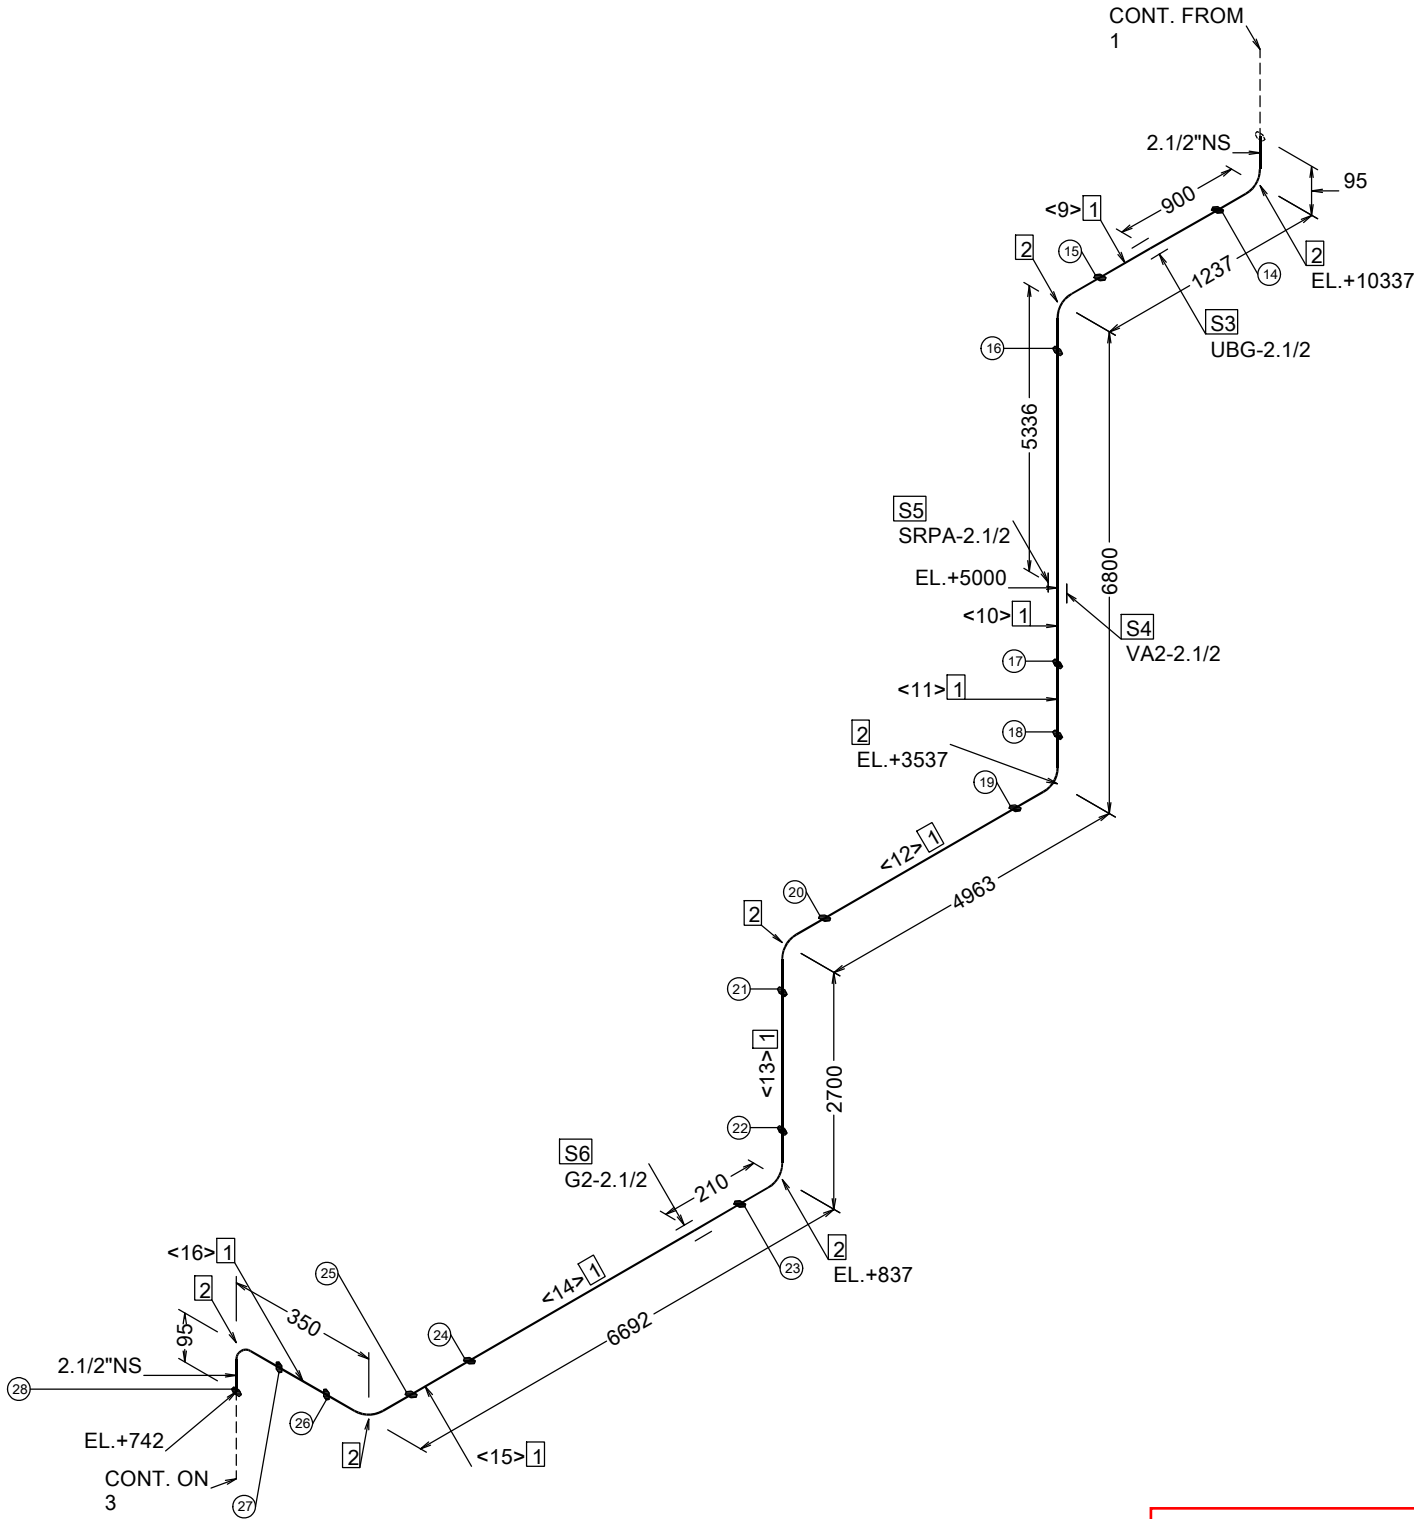 CONT. FROM
1
2.1/2"NS
95
900
<9> 1
2
15
1237
14
2
EL.+10337
S3
UBG-2.1/2
16
5336
6800
S5
SRPA-2.1/2
EL.+5000
<10> 1
S4
VA2-2.1/2
17
<11> 1
18
2
EL.+3537
19
<12> 1
4963
20
2
21
<13> 1
2700
22
S6
G2-2.1/2
210
23
2
EL.+837
<14> 1
6692
<16> 1
25
2
350
95
24
2.1/2"NS
28
26
EL.+742
2
<15> 1
CONT. ON
3
27